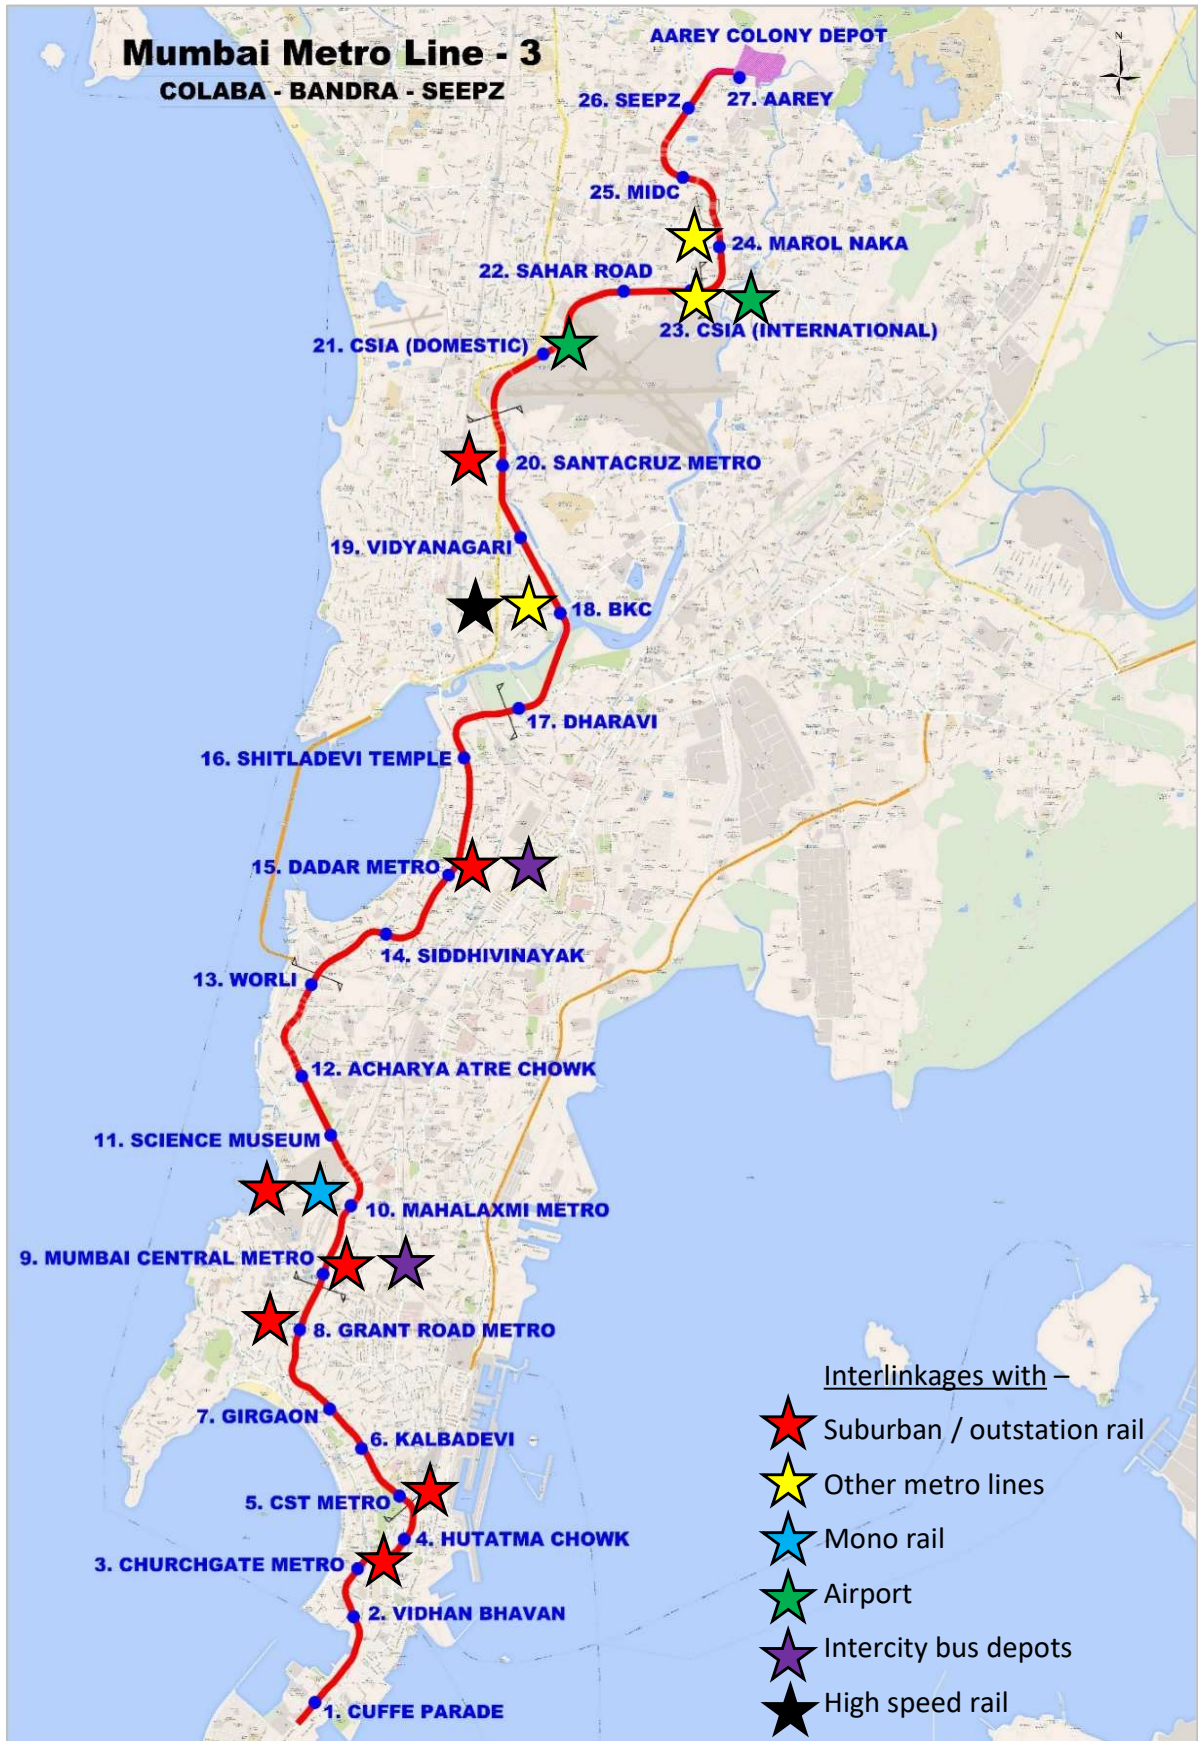 Mumbai Metro Line - 3
COLABA - BANDRA - SEEPZ
N
AAREY COLONY DEPOT
26. SEEPZ
27. AAREY
25. MIDC
24. MAROL NAKA
22. SAHAR ROAD
23. CSIA (INTERNATIONAL)
21. CSIA (DOMESTIC)
20. SANTACRUZ METRO
19. VIDYANAGARI
18. BKC
17. DHARAVI
16. SHITLADEVI TEMPLE
15. DADAR METRO
14. SIDDHIVINAYAK
13. WORLI
12. ACHARYA ATRE CHOWK
11. SCIENCE MUSEUM
10. MAHALAXMI METRO
9. MUMBAI CENTRAL METRO
8. GRANT ROAD METRO
7. GIRGAON
6. KALBADEVI
5. CST METRO
4. HUTATMA CHOWK
3. CHURCHGATE METRO
2. VIDHAN BHAVAN
1. CUFFE PARADE
Interlinkages with –
Suburban / outstation rail
Other metro lines
Mono rail
Airport
Intercity bus depots
High speed rail